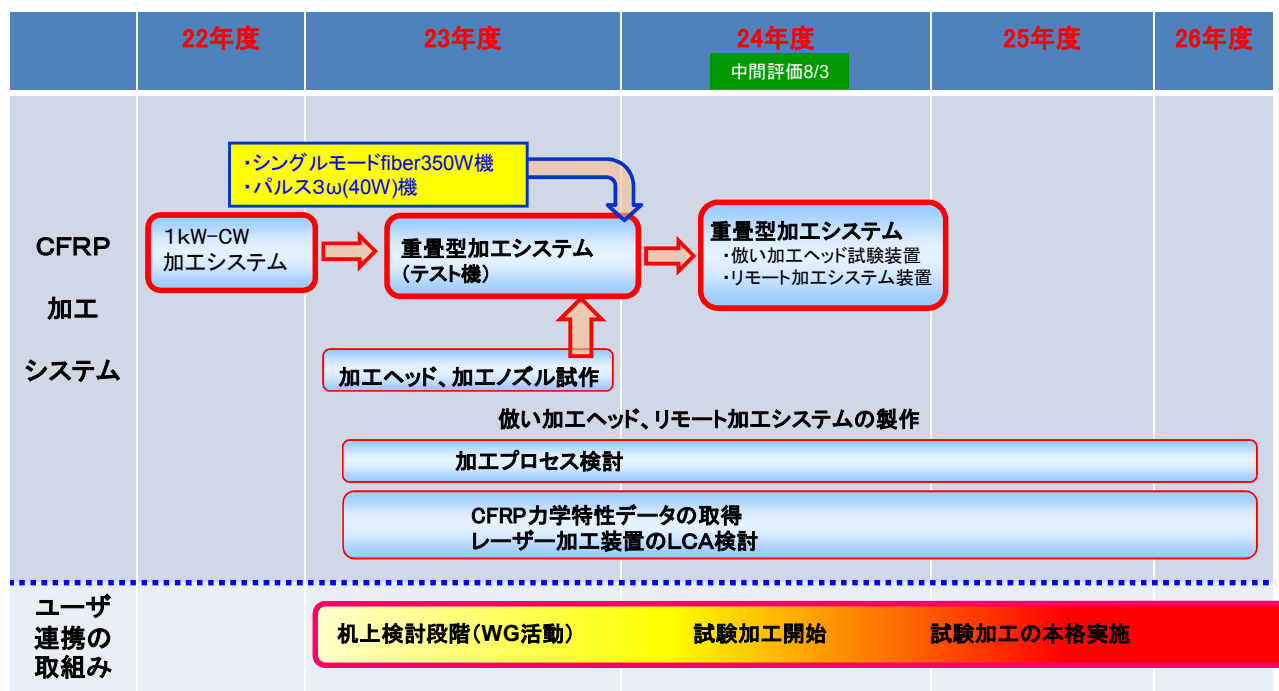 22年度
23年度
24年度
25年度
26年度
中間評価8/3
CFRP
加工
システム
・シングルモードfiber350W機
・パルス3ω(40W)機
1kW-CW
加工システム
重畳型加工システム
(テスト機)
重畳型加工システム
・倣い加工ヘッド試験装置
・リモート加工システム装置
加工ヘッド、加工ノズル試作
倣い加工ヘッド、リモート加工システムの製作
加工プロセス検討
CFRP力学特性データの取得
レーザー加工装置のLCA検討
ユーザ
連携の
取組み
机上検討段階(WG活動)
試験加工開始
試験加工の本格実施